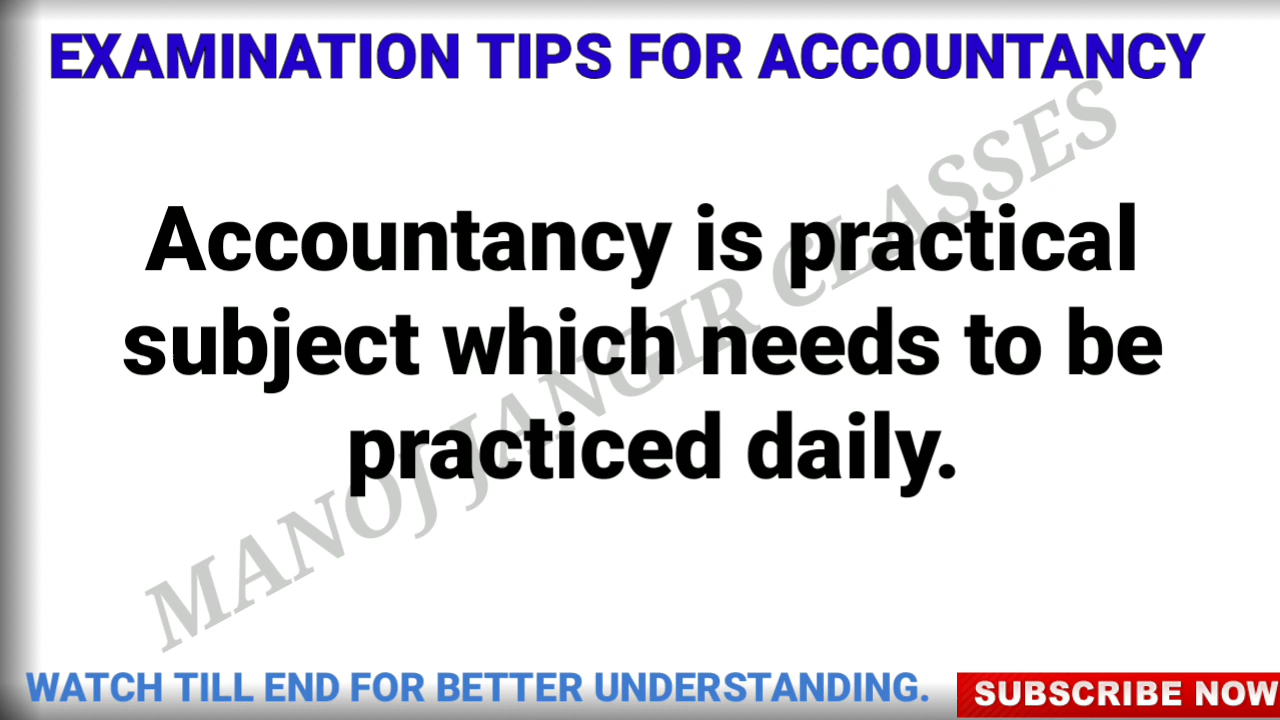 EXAMINATION TIPS FOR ACCOUNTANCY
Accountancy is practical
subject which needs to be
practiced daily.
MANOJ JANGIR CLASSES
WATCH TILL END FOR BETTER UNDERSTANDING.
SUBSCRIBE NOW